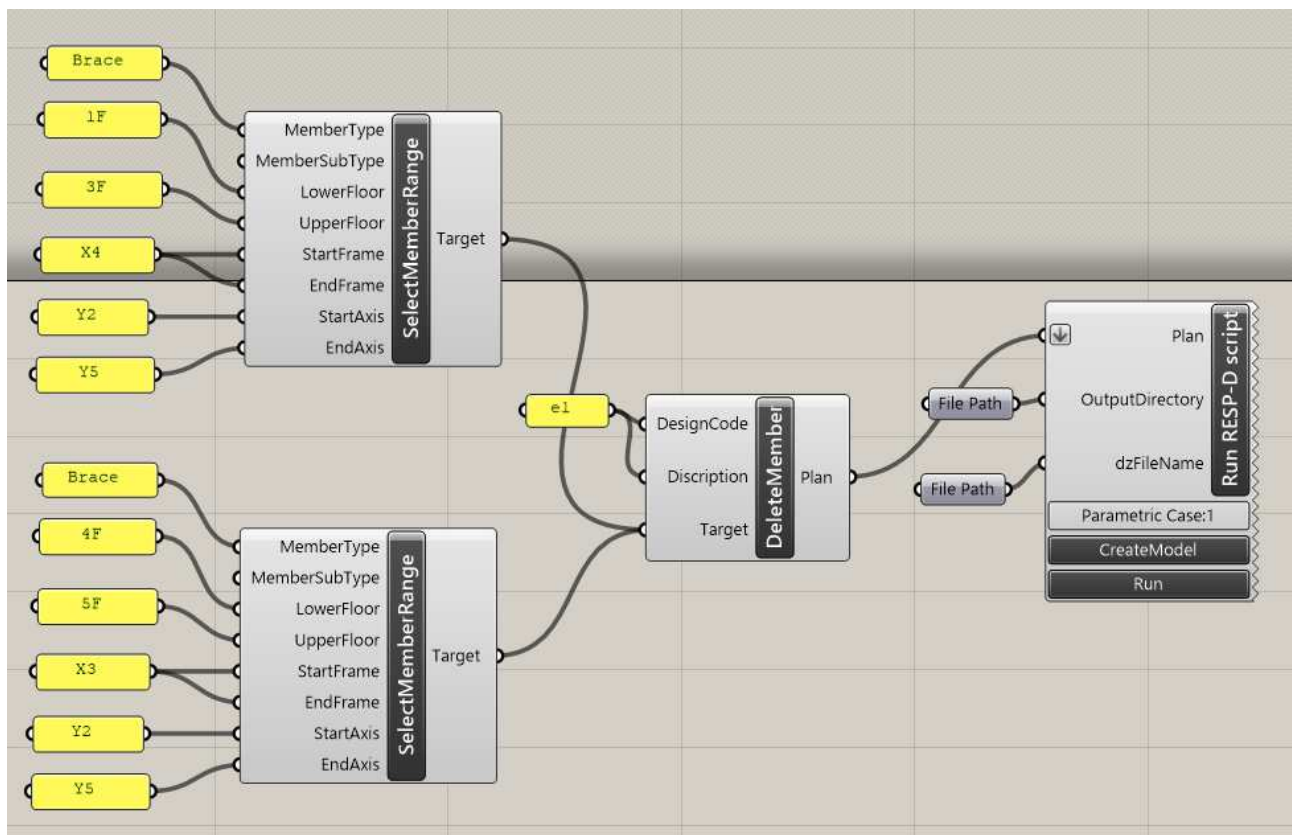 Brace
1F
3F
X4
Y2
Y5
MemberType
MemberSubType
LowerFloor
UpperFloor
StartFrame
EndFrame
StartAxis
EndAxis
SelectMemberRange
Target
Brace
4F
5F
X3
Y2
Y5
MemberType
MemberSubType
LowerFloor
UpperFloor
StartFrame
EndFrame
StartAxis
EndAxis
SelectMemberRange
Target
e1
DesignCode
Discription
Target
DeleteMember
Plan
File Path
File Path
Plan
OutputDirectory
dzFileName
Run RESP-D script
Parametric Case:1
CreateModel
Run